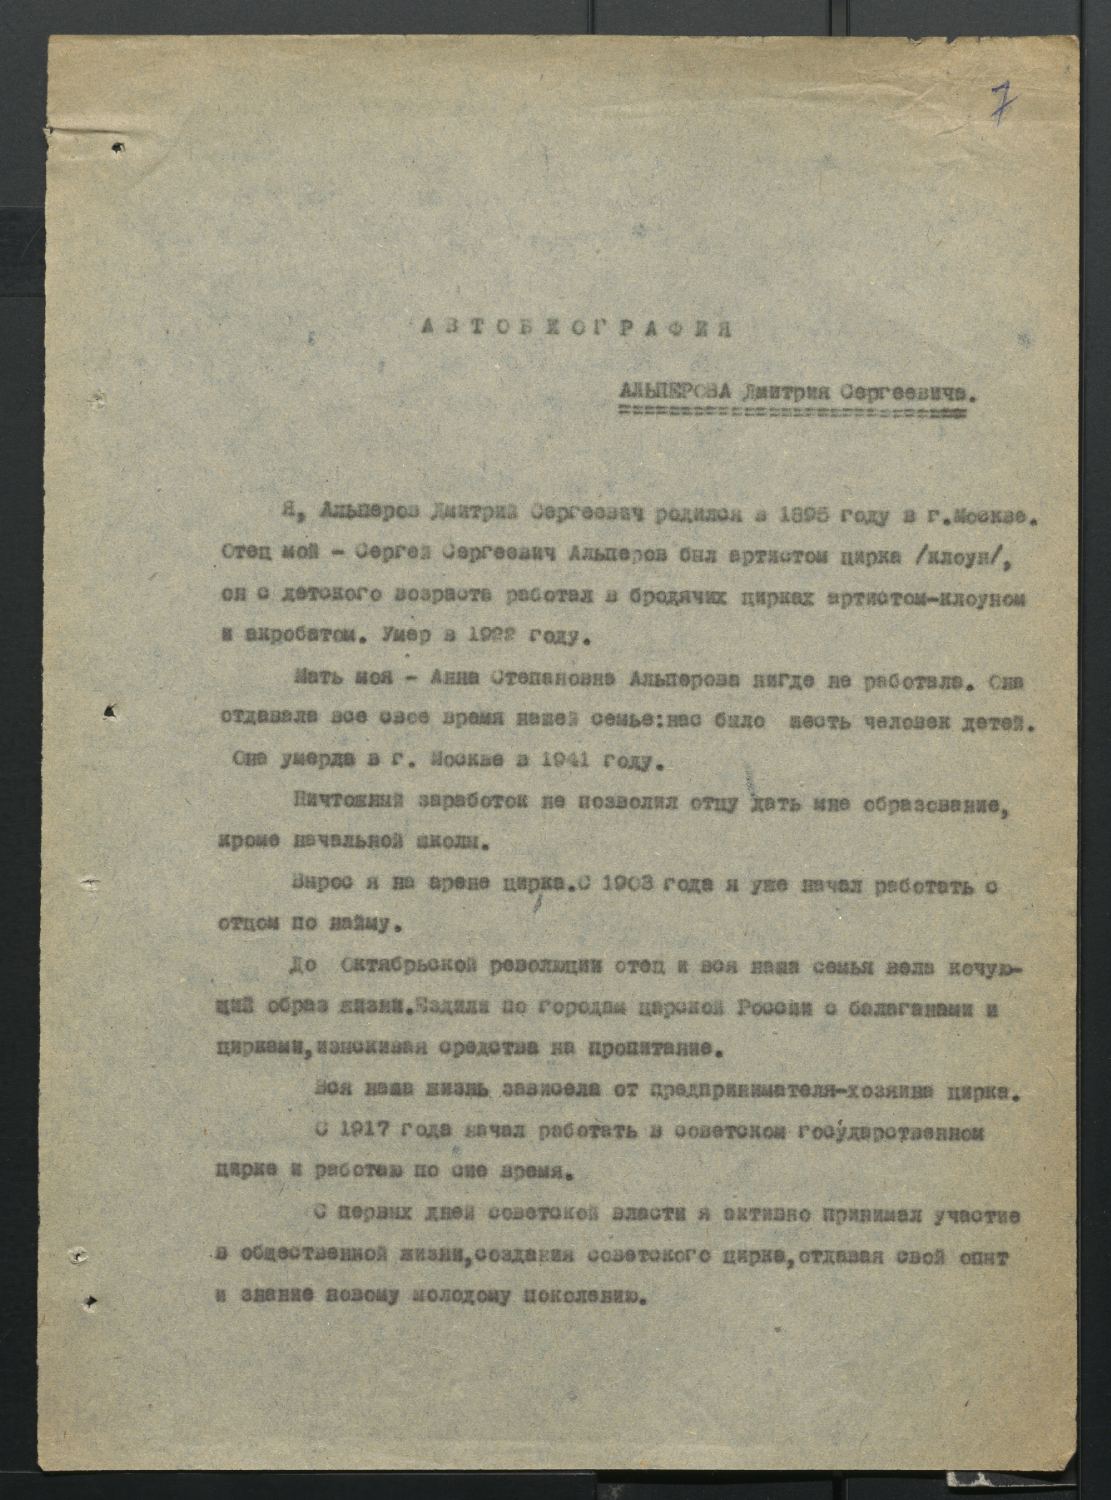 7
АВТОБИОГРАФИЯ
АЛЬПЕРОВА Дмитрия Сергеевича.
Я, Альперов Дмитрий Сергеевич родился в 1895 году в г.Москве.
Отец мой - Сергей Сергеевич Альперов был артистом цирка /клоун/,
он с детского возраста работал в бродячих цирках артистом-клоуном
и акробатом. Умер в 1922 году.
Мать моя - Анна Степановна Альперова нигде не работала. Она
отдавала все свое время нашей семье:нас было шесть человек детей.
Она умерла в г. Москве в 1941 году.
Ничтожный заработок не позволил отцу дать мне образование,
кроме начальной школы.
Вырос я на арене цирка.С 1903 года я уже начал работать с
отцом по найму.
До Октябрьской революции отец и вся наша семья вела кочую-
щий образ жизни.Ездили по городам царской России с балаганами и
цирками,изыскивая средства на пропитание.
Вся наша жизнь зависела от предпринимателя-хозяина цирка.
С 1917 года начал работать в советском государственном
цирке и работаю по сие время.
С первых дней советской власти я активно принимал участие
в общественной жизни,создания советского цирка,отдавая свой опыт
и знание новому молодому поколению.